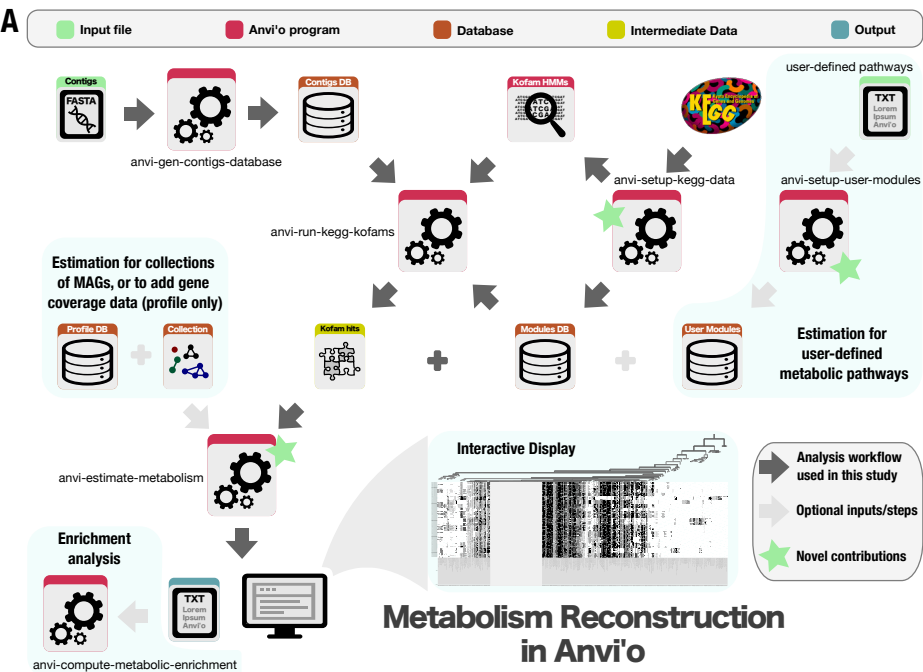 A
Input file
Anvi'o program
Database
Intermediate Data
Output
Contigs
FASTA
anvi-gen-contigs-database
Contigs DB
Kofam HMMs
ATC
TCGA
CGA
KEGG
user-defined pathways
TXT
Lorem
Ipsum
Anvi'o
anvi-setup-kegg-data
anvi-setup-user-modules
anvi-run-kegg-kofams
Estimation for collections
of MAGs, or to add gene
coverage data (profile only)
Profile DB
Collection
Kofam hits
Modules DB
User Modules
Estimation for
user-defined
metabolic pathways
anvi-estimate-metabolism
Interactive Display
Analysis workflow
used in this study
Optional inputs/steps
Novel contributions
Enrichment
analysis
TXT
Lorem
Ipsum
Anvi'o
anvi-compute-metabolic-enrichment
Metabolism Reconstruction
in Anvi'o